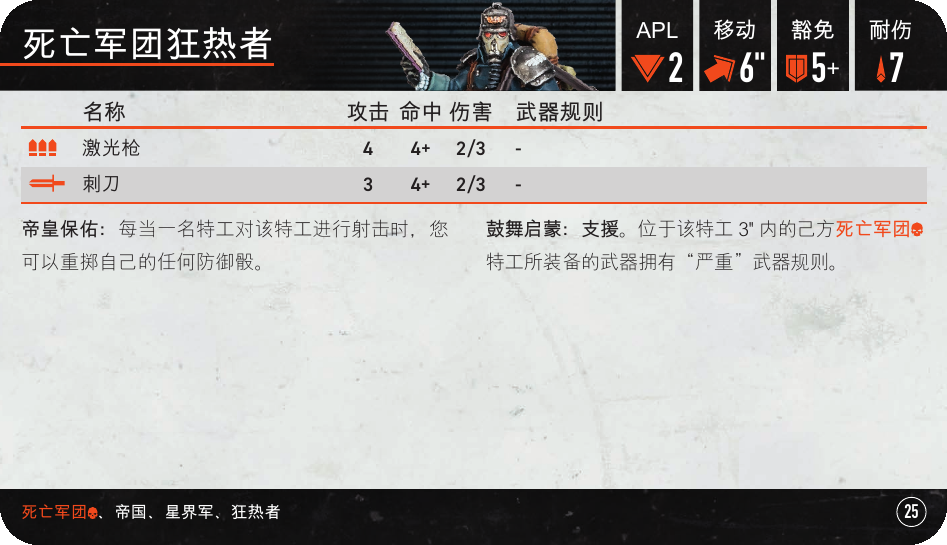 死亡军团狂热者
APL 移动 豁免 耐伤
2 6" 5+ 7
名称 攻击 命中 伤害 武器规则
激光枪 4 4+ 2/3 -
刺刀 3 4+ 2/3 -
帝皇保佑：每当一名特工对该特工进行射击时，您
可以重掷自己的任何防御骰。
鼓舞启蒙：支援。位于该特工 3" 内的己方死亡军团
特工所装备的武器拥有“严重”武器规则。
死亡军团、帝国、星界军、狂热者
25